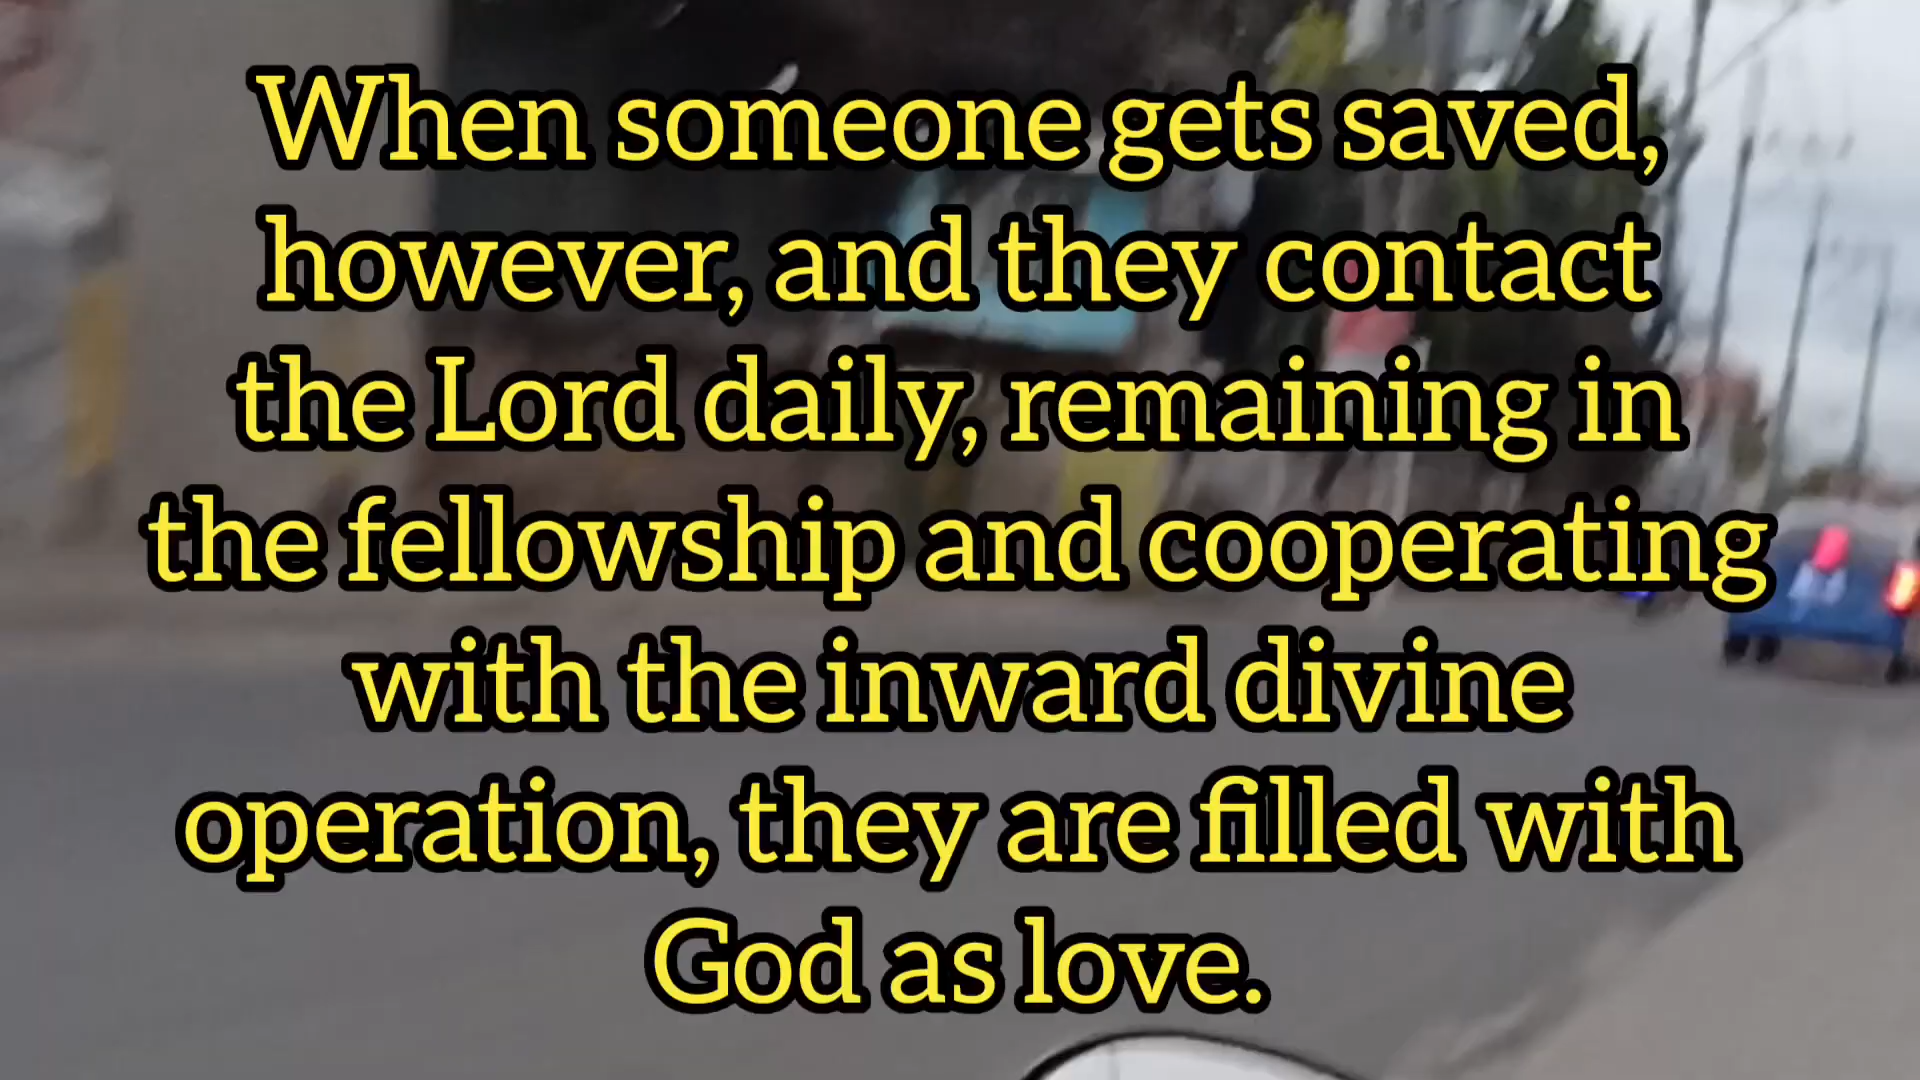 When someone gets saved,
however, and they contact
the Lord daily, remaining in
the fellowship and cooperating
with the inward divine
operation, they are filled with
God as love.